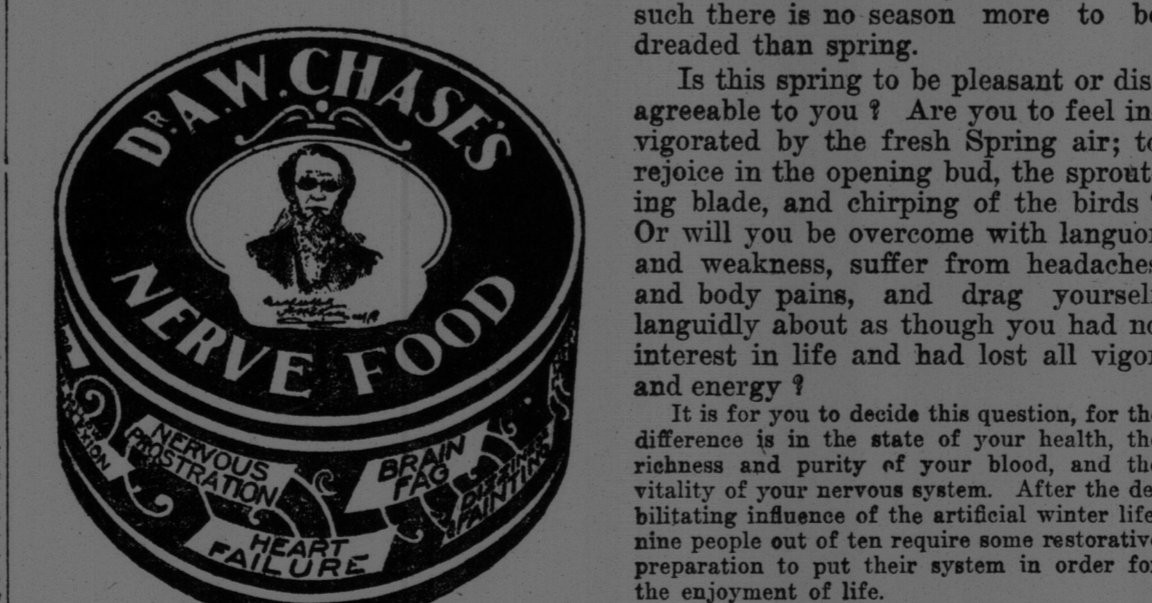 DR. A.W. CHASE'S
NERVE FOOD
NERVOUS
PROSTRATION
BRAIN
FAG
HEART
FAILURE
FAINTING
such there is no season more to be
dreaded than spring.
Is this spring to be pleasant or dis-
agreeable to you ? Are you to feel in-
vigorated by the fresh Spring air; to
rejoice in the opening bud, the sprout-
ing blade, and chirping of the birds ?
Or will you be overcome with languor
and weakness, suffer from headaches
and body pains, and drag yourself
languidly about as though you had no
interest in life and had lost all vigor
and energy ?
It is for you to decide this question, for the
difference is in the state of your health, the
richness and purity of your blood, and the
vitality of your nervous system. After the de-
bilitating influence of the artificial winter life
nine people out of ten require some restorative
preparation to put their system in order for
the enjoyment of life.